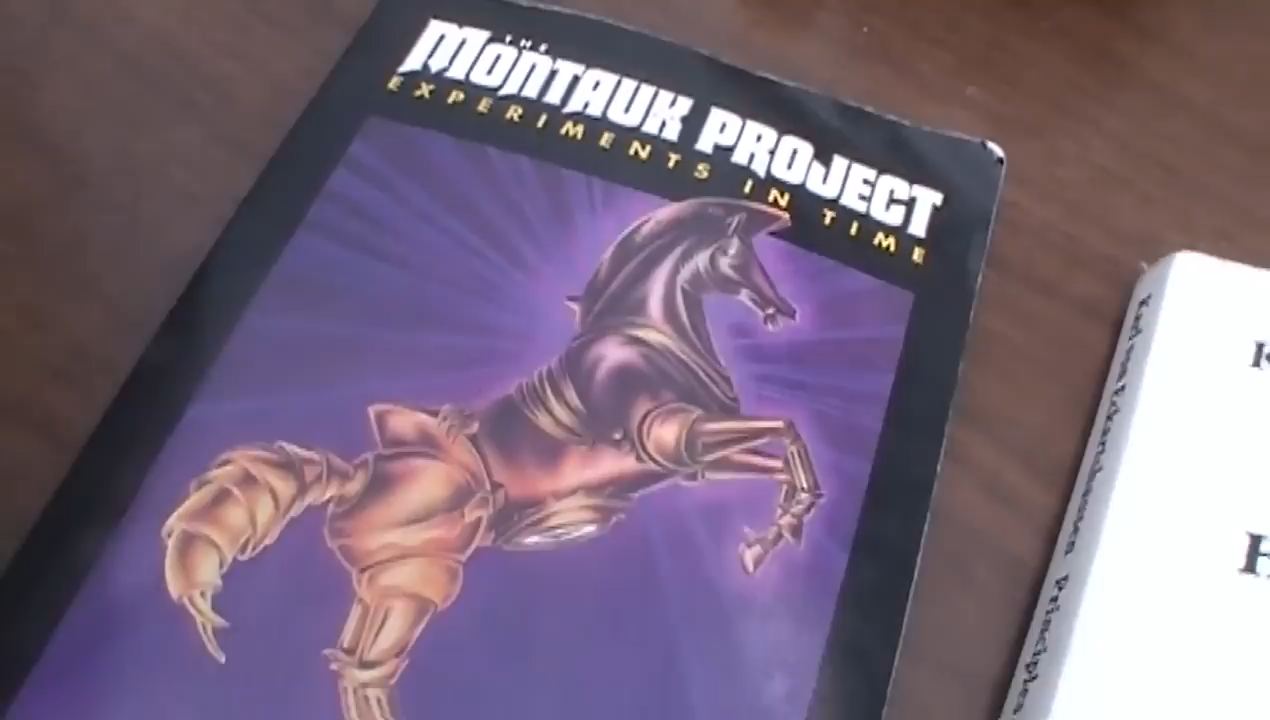 THE
MONTAUK PROJECT
EXPERIMENTS IN TIME
K
H
Principles